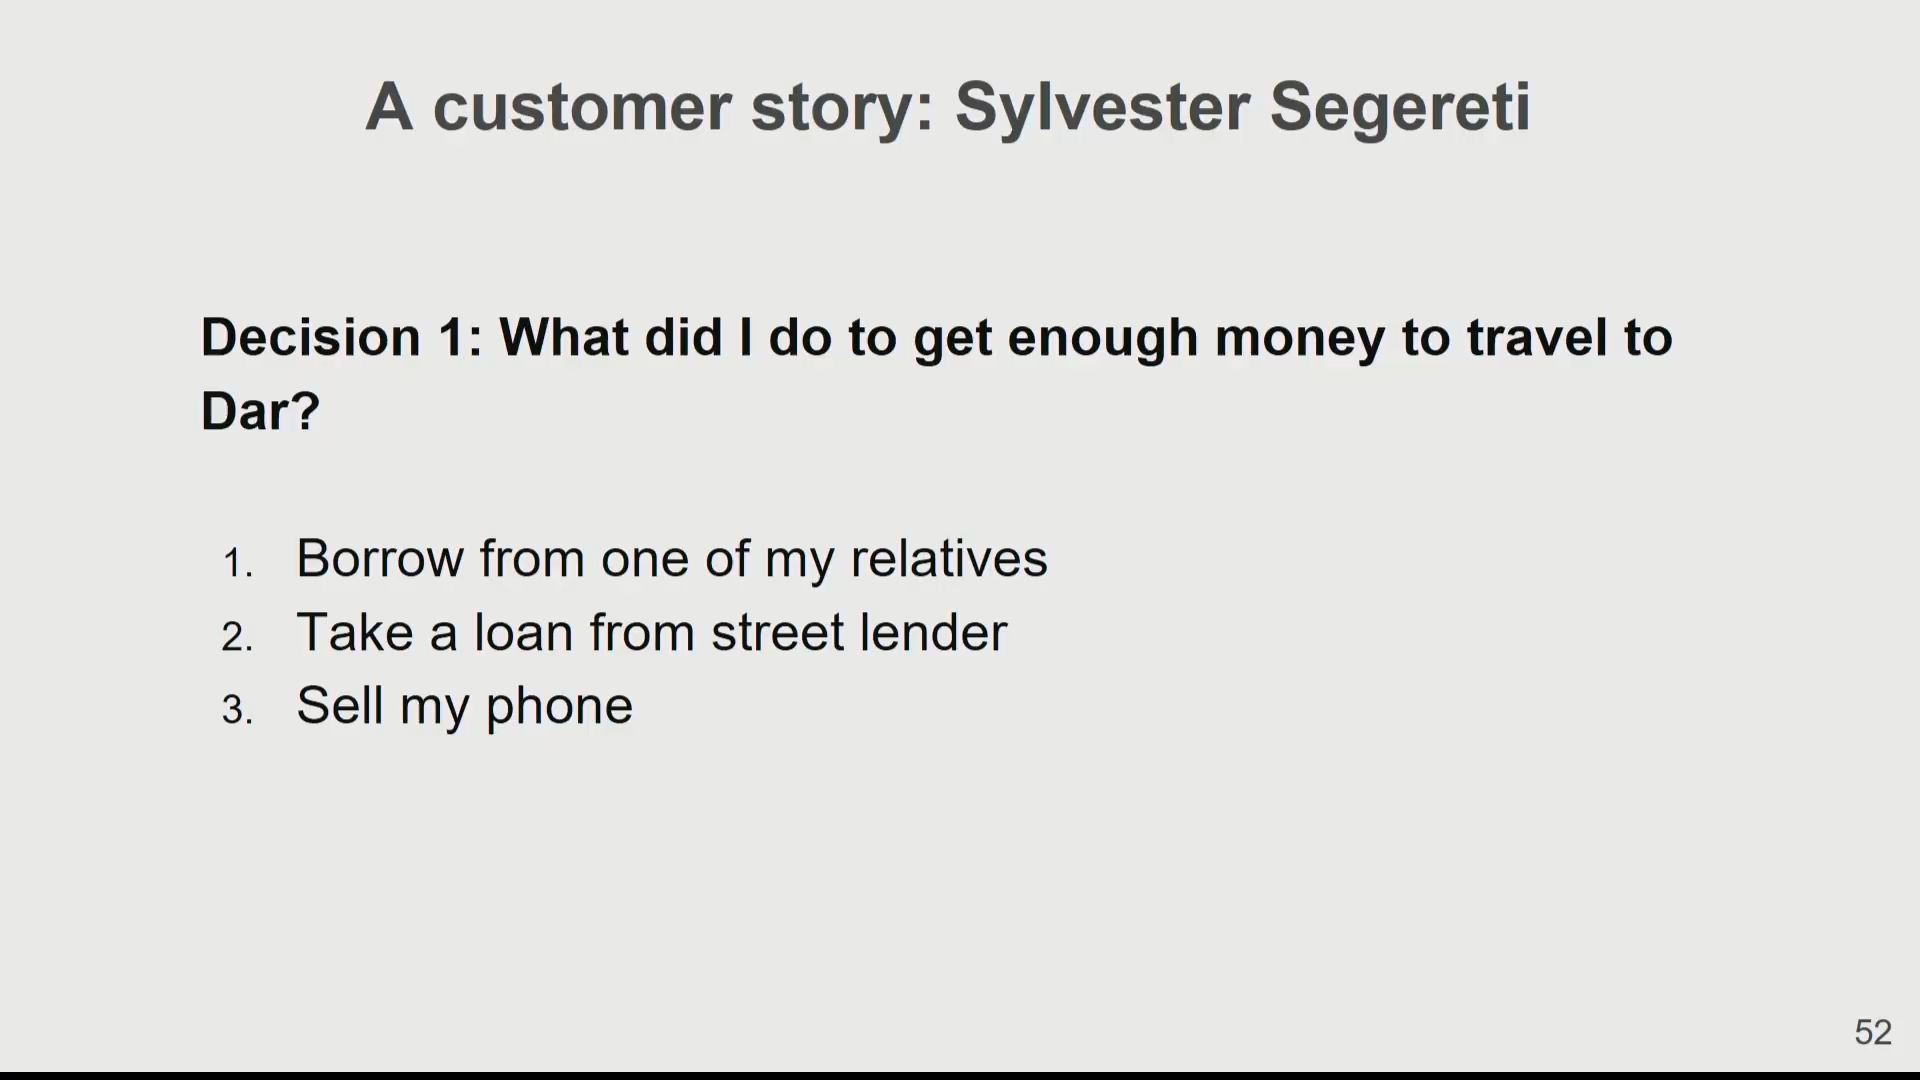 A customer story: Sylvester Segereti
Decision 1: What did I do to get enough money to travel to
Dar?
1. Borrow from one of my relatives
2. Take a loan from street lender
3. Sell my phone
52